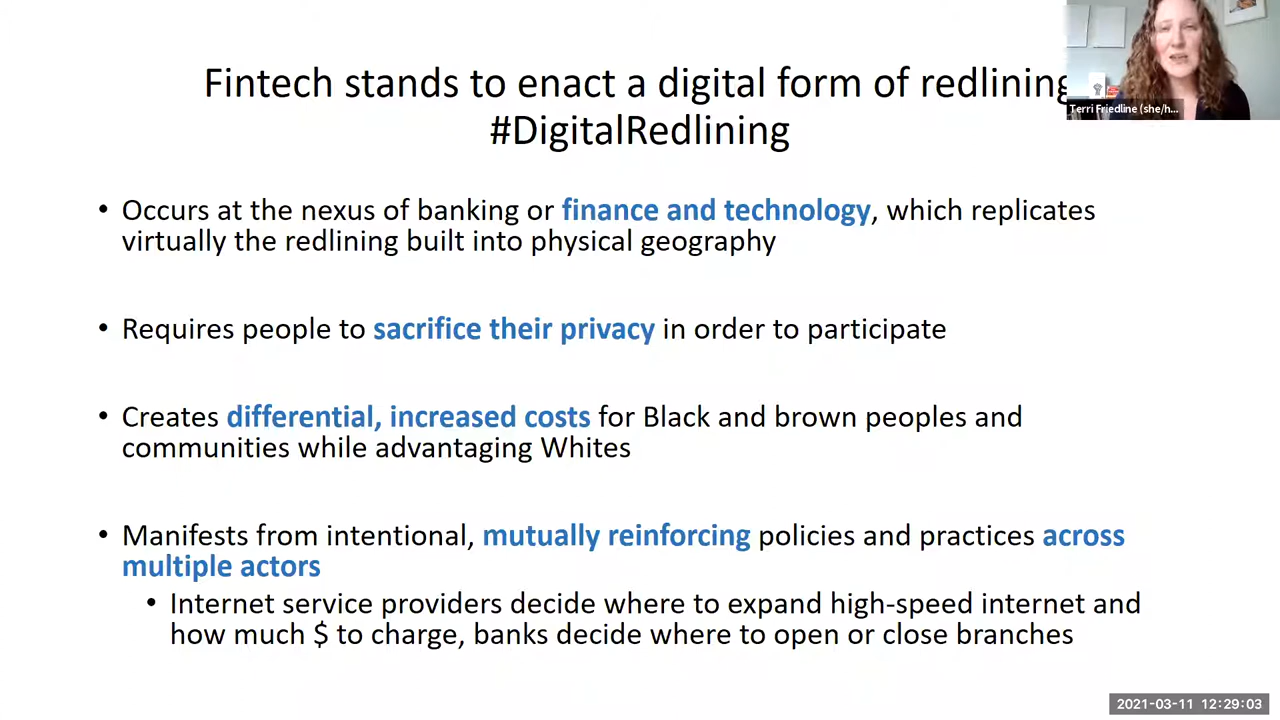 Fintech stands to enact a digital form of redlining
#DigitalRedlining
Terri Friedline (she/h...
• Occurs at the nexus of banking or finance and technology, which replicates
virtually the redlining built into physical geography
• Requires people to sacrifice their privacy in order to participate
• Creates differential, increased costs for Black and brown peoples and
communities while advantaging Whites
• Manifests from intentional, mutually reinforcing policies and practices across
multiple actors
• Internet service providers decide where to expand high-speed internet and
how much $ to charge, banks decide where to open or close branches
2021-03-11 12:29:03